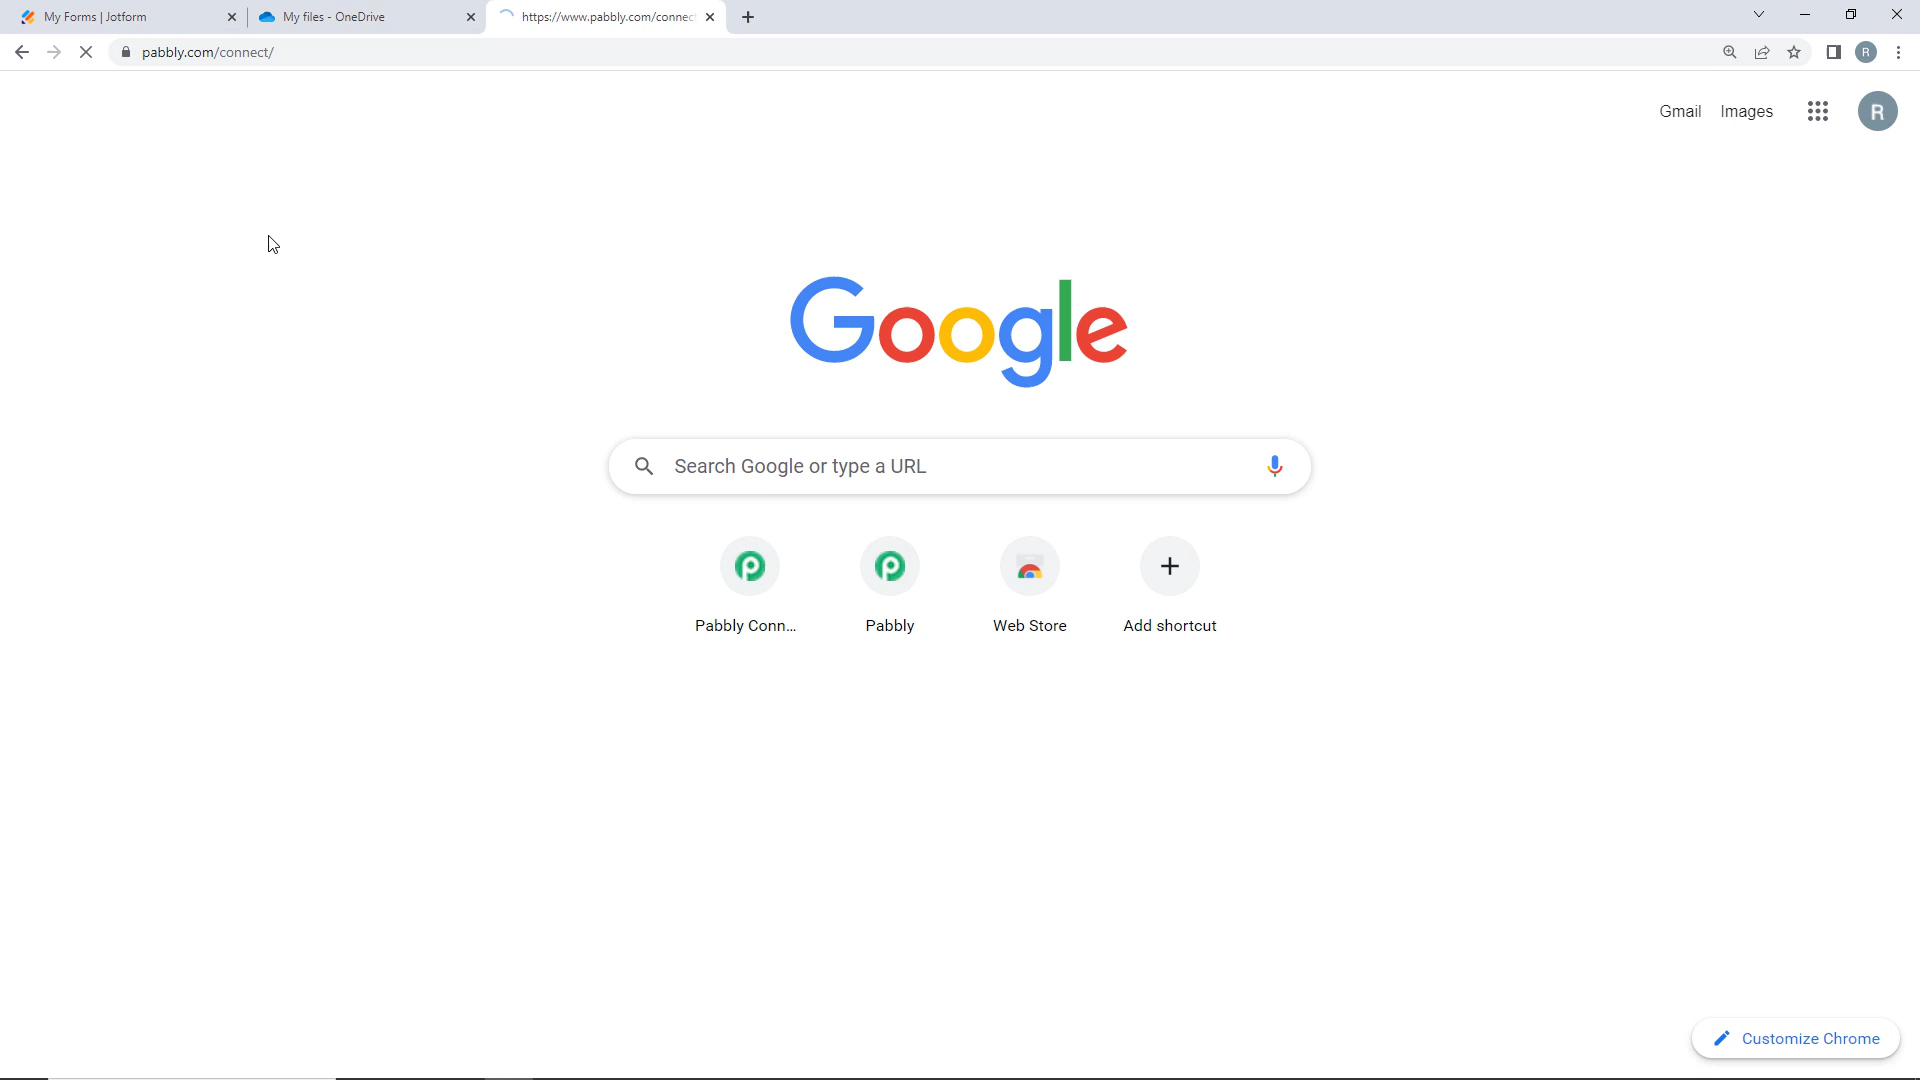 My Forms | Jotform
My files - OneDrive
https://www.pabbly.com/connect
pabbly.com/connect/
R
Gmail
Images
R
Google
Search Google or type a URL
Pabbly Conn...
Pabbly
Web Store
Add shortcut
Customize Chrome